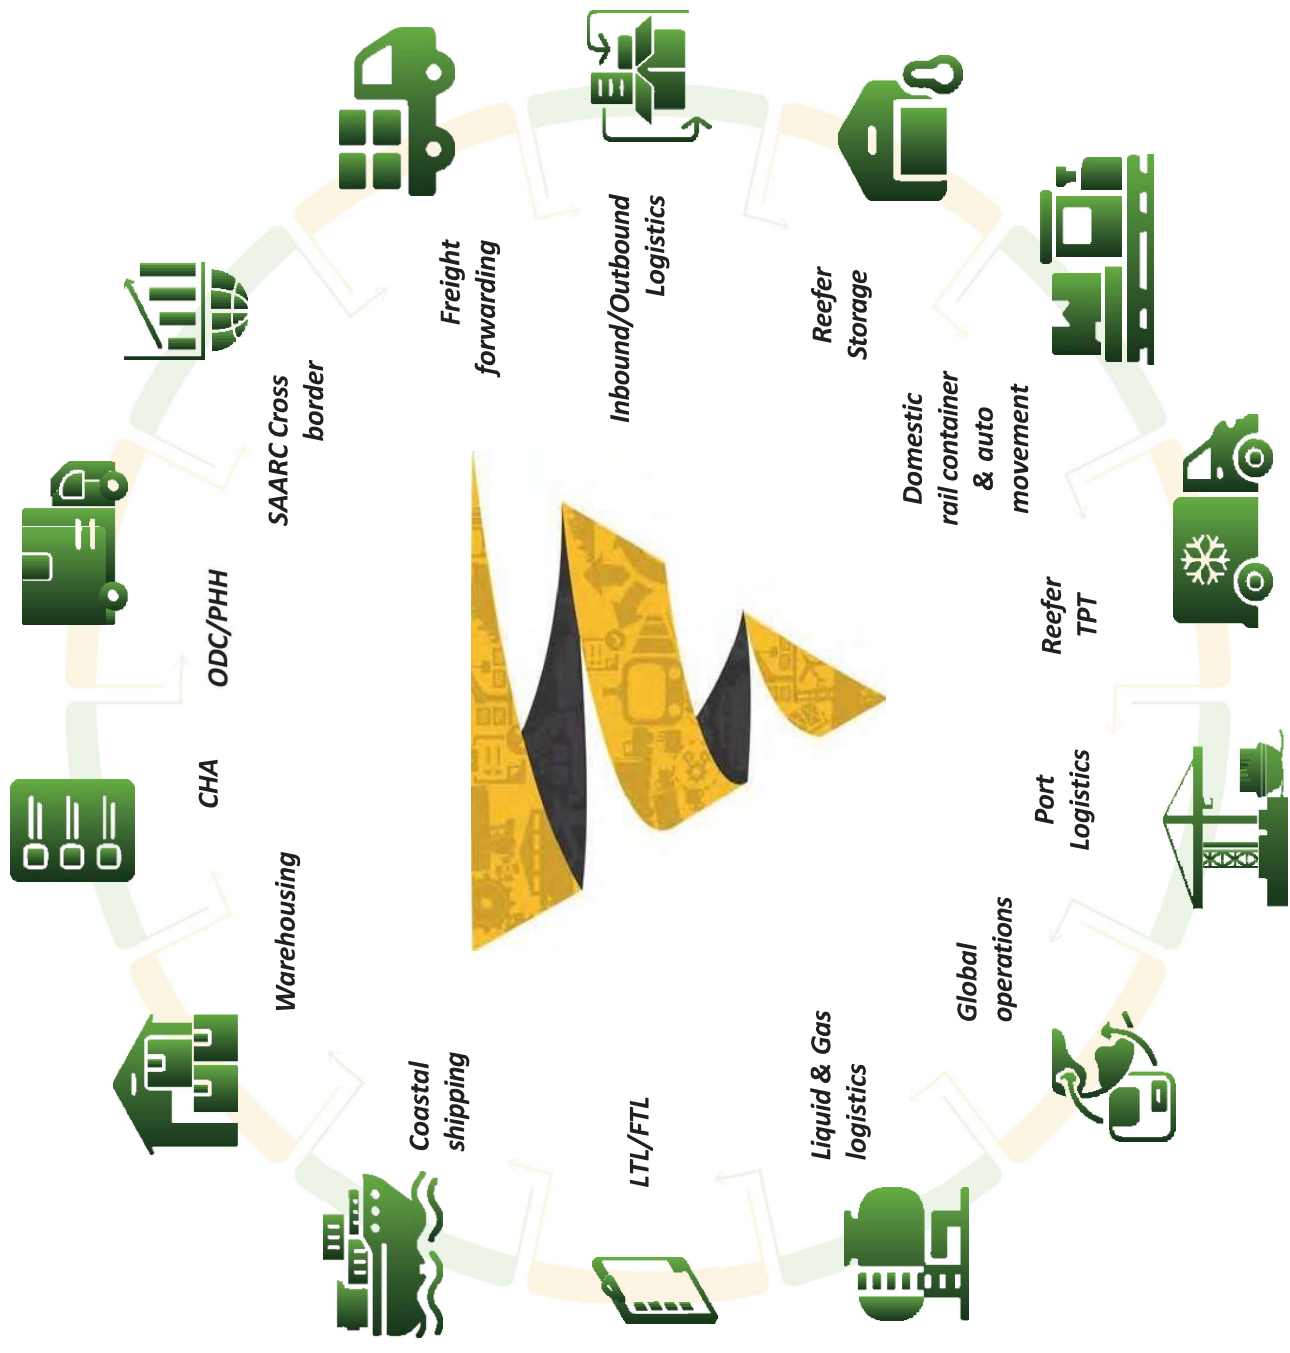 CHA
ODC/PHH
SAARC Cross
border
Freight
forwarding
Inbound/Outbound
Logistics
Reefer
Storage
Domestic
rail container
& auto
movement
Reefer
TPT
Port
Logistics
Global
operations
Liquid & Gas
logistics
LTL/FTL
Coastal
shipping
Warehousing